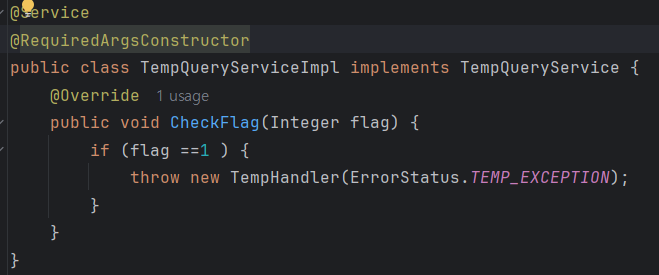 @Service
@RequiredArgsConstructor
public class TempQueryServiceImpl implements TempQueryService {
@Override 1 usage
public void CheckFlag(Integer flag) {
if (flag ==1 ) {
throw new TempHandler(ErrorStatus.TEMP_EXCEPTION);
}
}
}